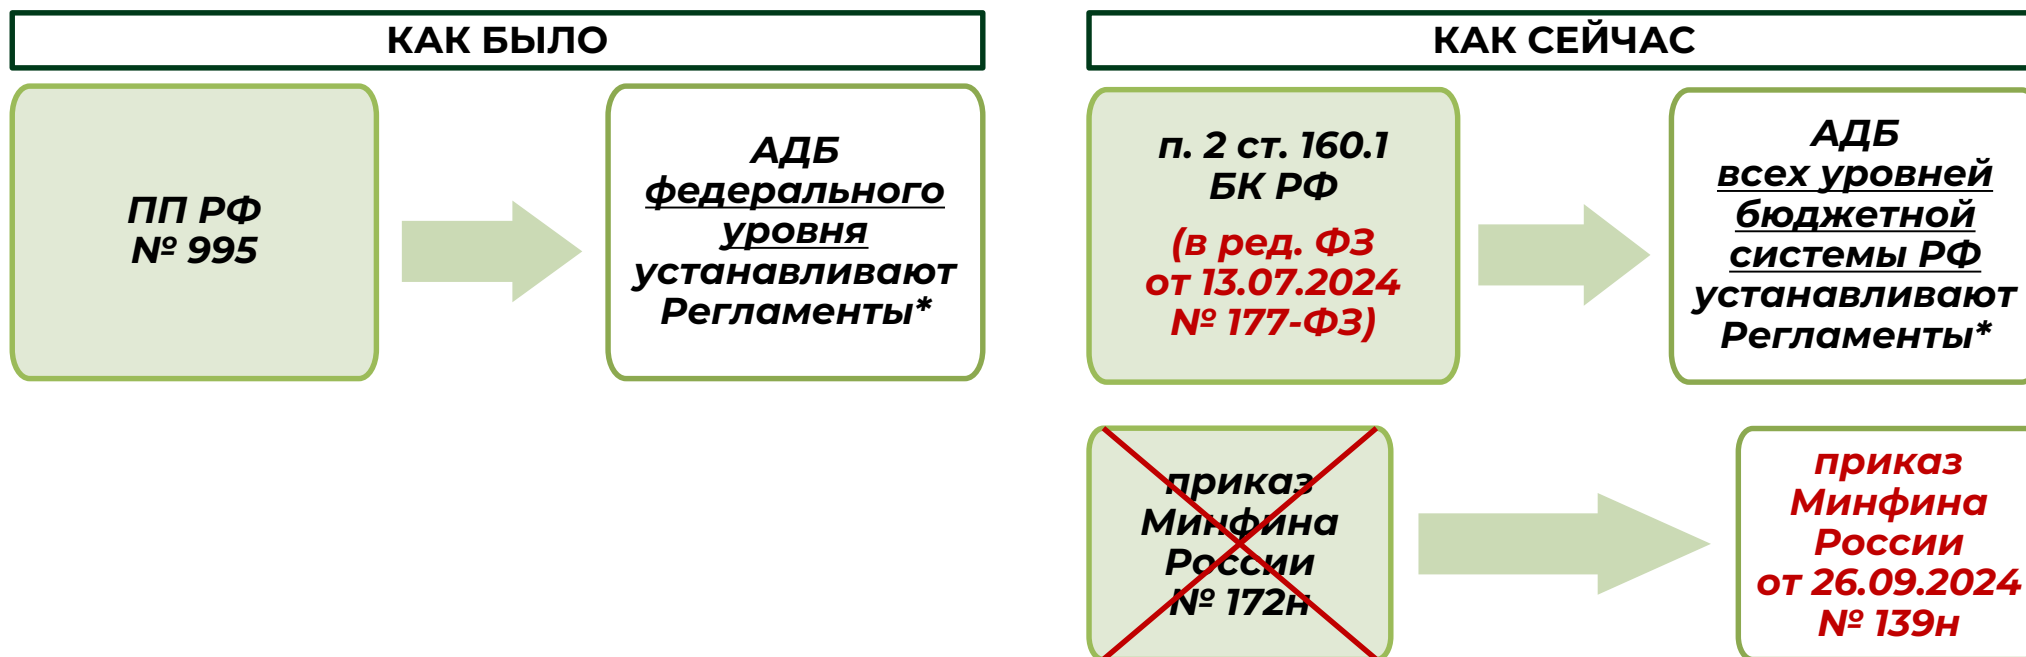 КАК БЫЛО
ПП РФ
№ 995
АДБ
федерального
уровня
устанавливают
Регламенты*
КАК СЕЙЧАС
п. 2 ст. 160.1
БК РФ
(в ред. ФЗ
от 13.07.2024
№ 177-ФЗ)
АДБ
всех уровней
бюджетной
системы РФ
устанавливают
Регламенты*
приказ
Минфина
России
№ 172н
приказ
Минфина
России
от 26.09.2024
№ 139н